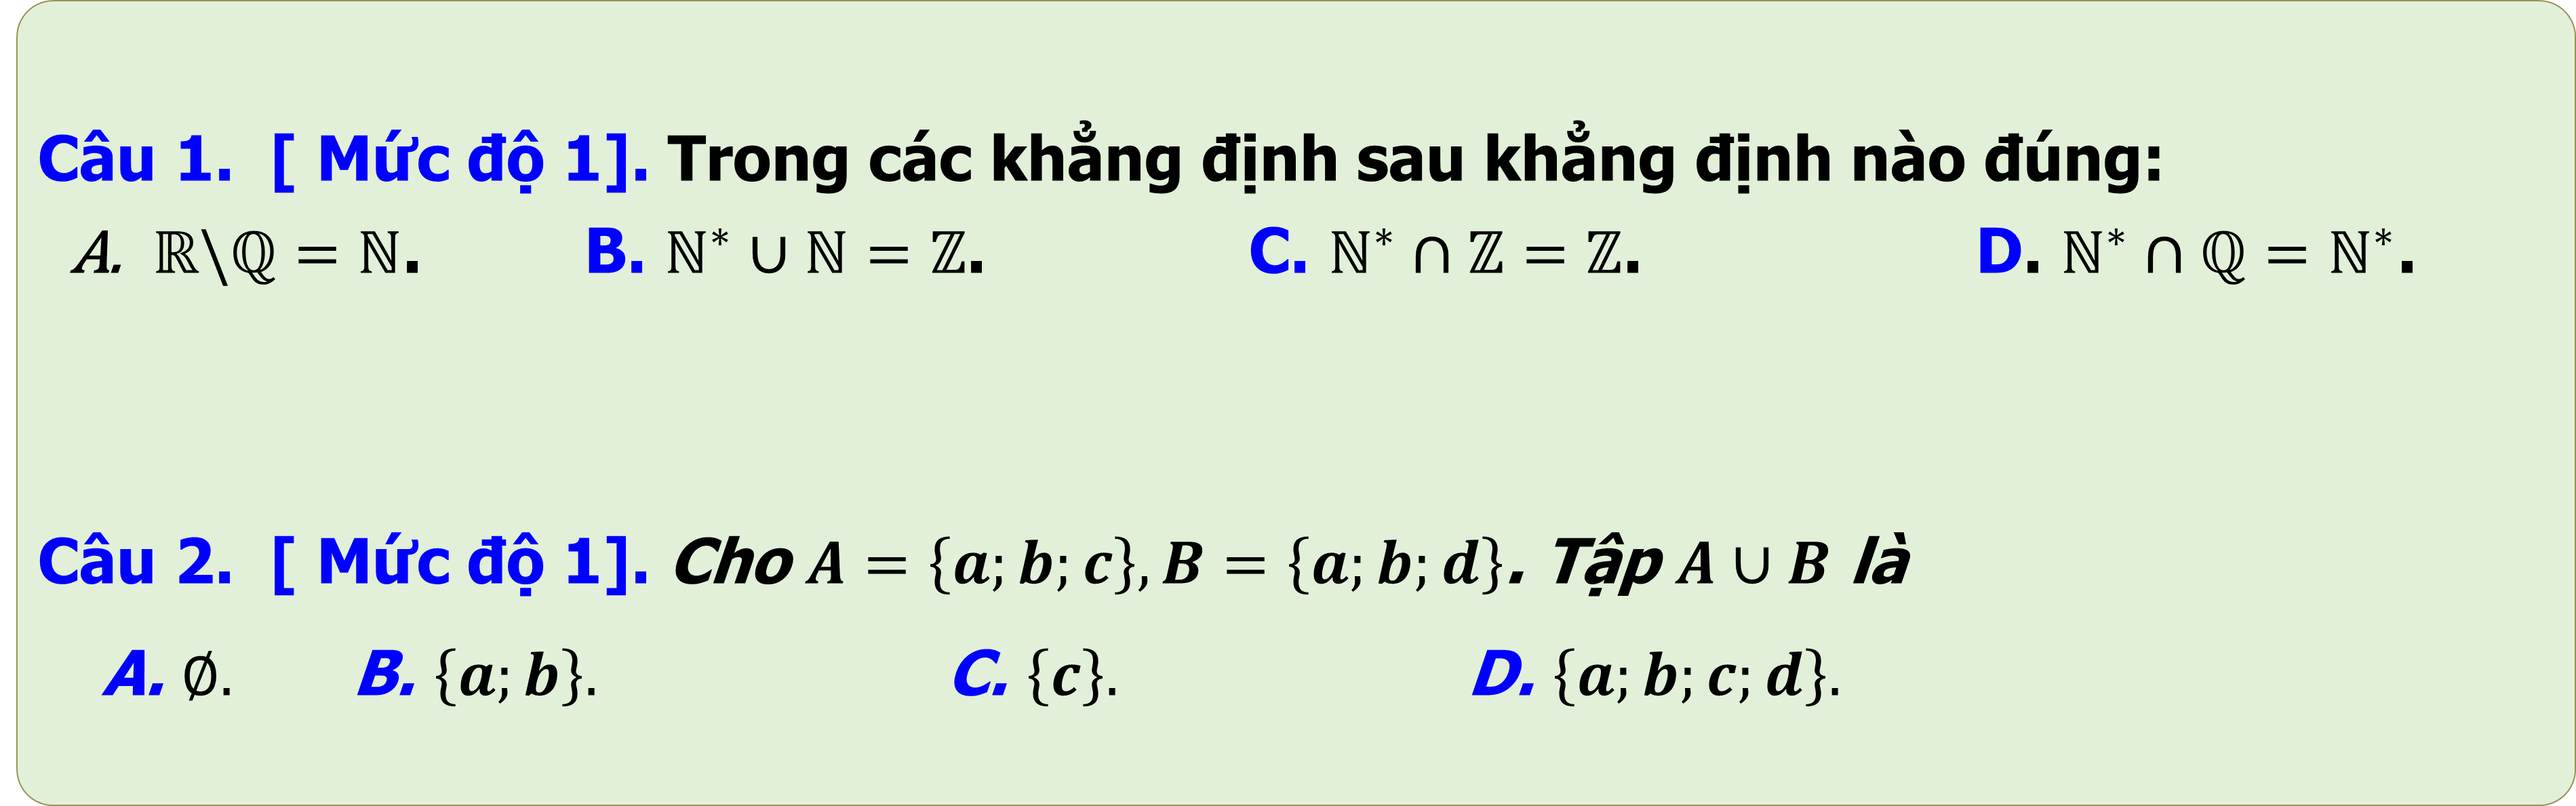 Câu 1. [ Mức độ 1]. Trong các khẳng định sau khẳng định nào đúng:
A. ℝ\ℚ = ℕ. B. ℕ* ∪ ℕ = ℤ. C. ℕ* ∩ ℤ = ℤ. D. ℕ* ∩ ℚ = ℕ*.
Câu 2. [ Mức độ 1]. Cho A = {a; b; c}, B = {a; b; d}. Tập A ∪ B là
A. ∅. B. {a; b}. C. {c}. D. {a; b; c; d}.